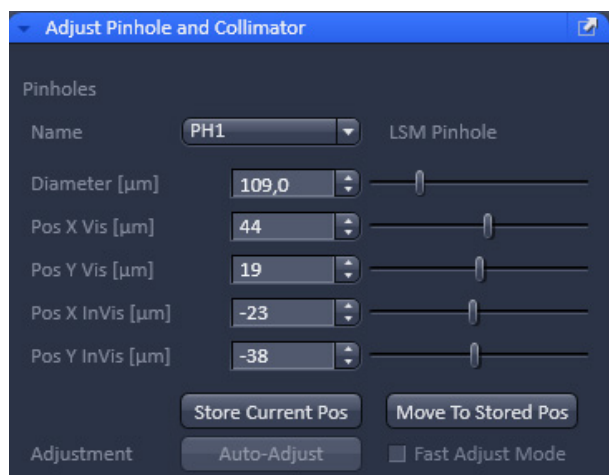 Adjust Pinhole and Collimator
Pinholes
Name PH1 LSM Pinhole
Diameter [µm] 109,0
Pos X Vis [µm] 44
Pos Y Vis [µm] 19
Pos X InVis [µm] -23
Pos Y InVis [µm] -38
Store Current Pos Move To Stored Pos
Adjustment Auto-Adjust Fast Adjust Mode